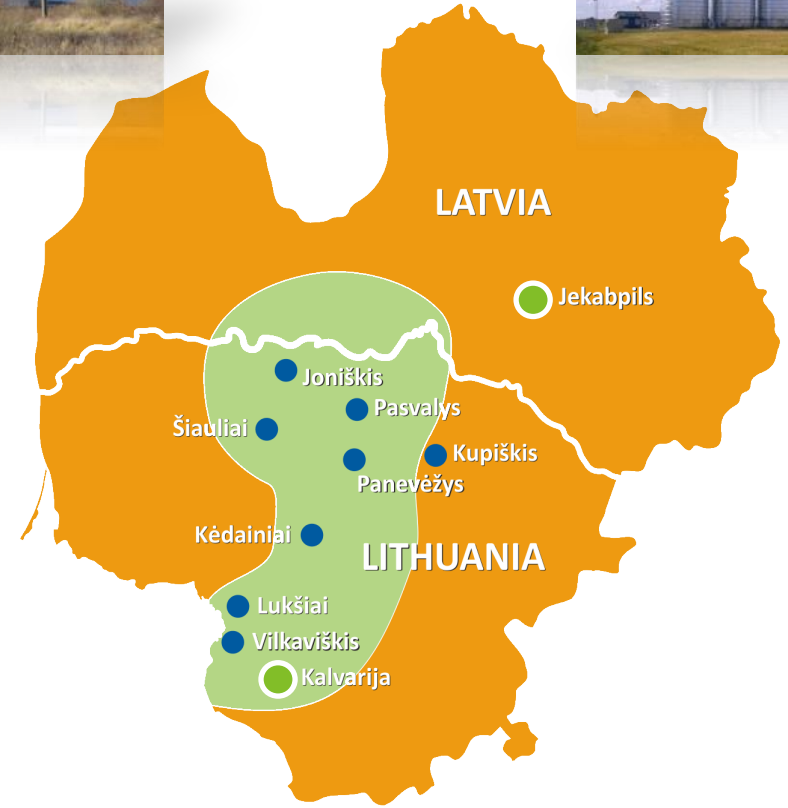 LATVIA
Jekabpils
Joniškis
Pasvalys
Šiauliai
Kupiškis
Panevėžys
Kėdainiai
LITHUANIA
Lukšiai
Vilkaviškis
Kalvarija